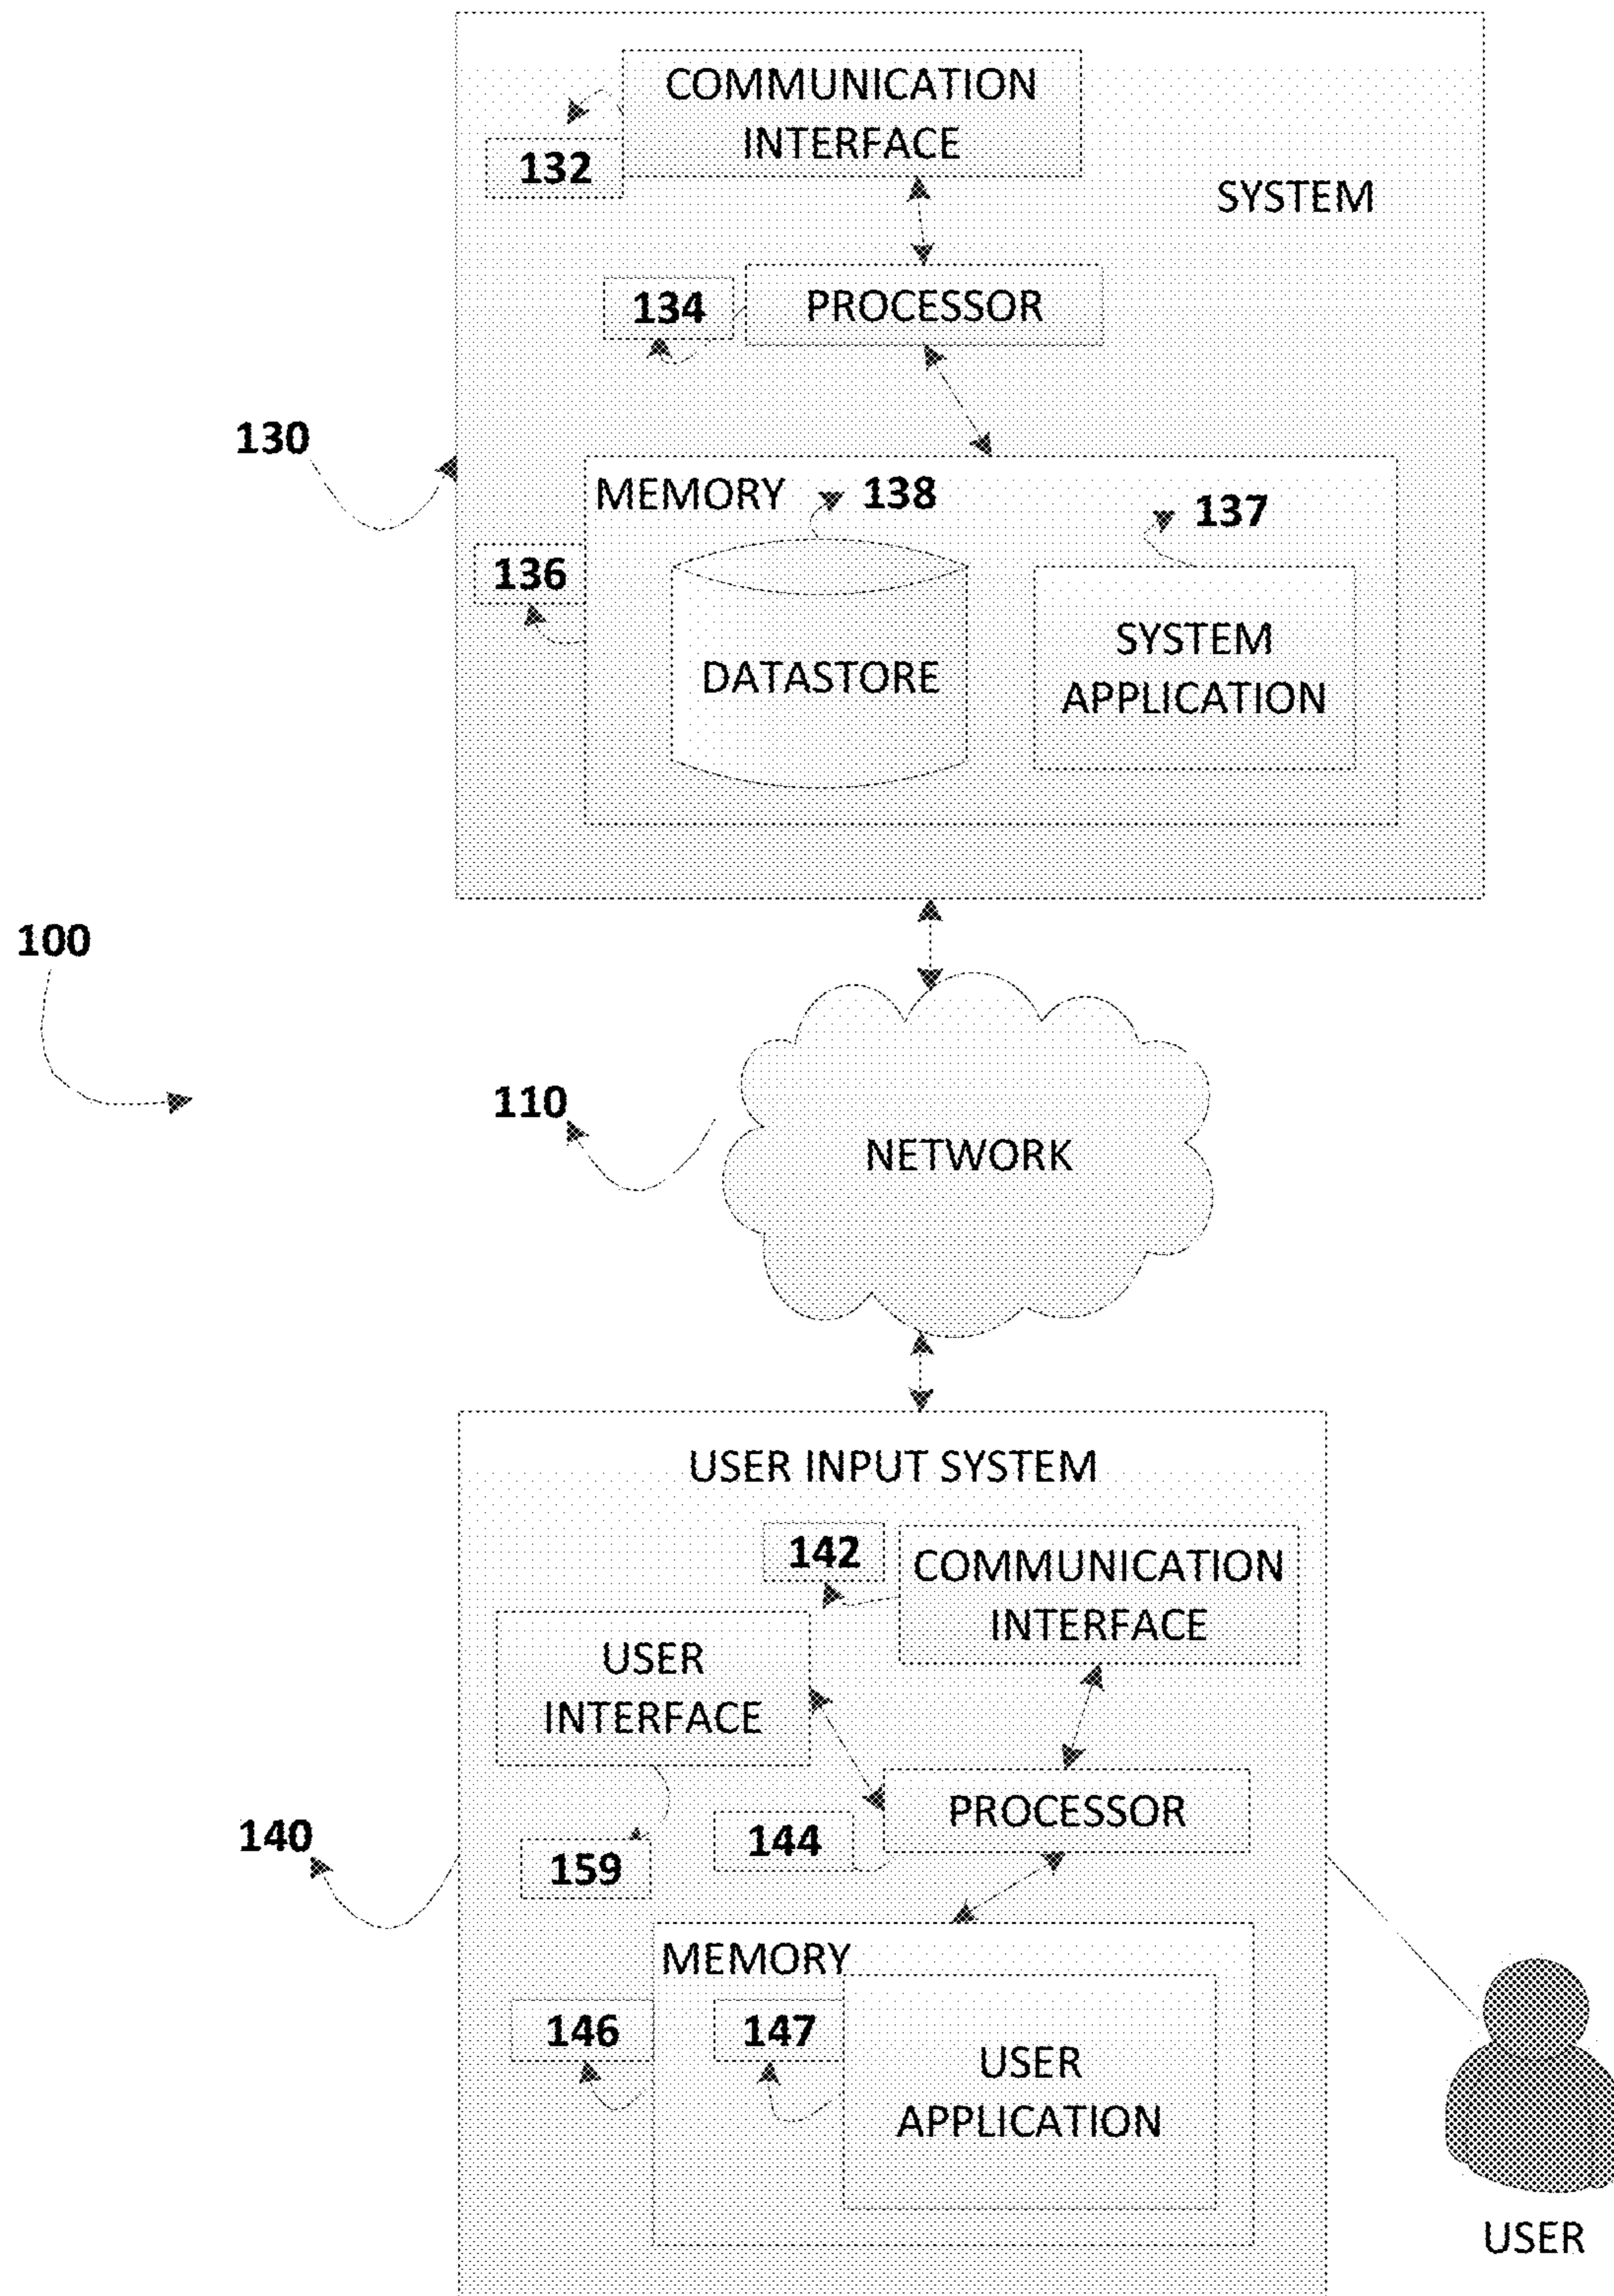 COMMUNICATION
INTERFACE
132
SYSTEM
134
PROCESSOR
130
MEMORY
138
137
136
DATASTORE
SYSTEM
APPLICATION
100
110
NETWORK
USER INPUT SYSTEM
142
COMMUNICATION
INTERFACE
USER
INTERFACE
PROCESSOR
140
144
159
MEMORY
146
147
USER
APPLICATION
USER